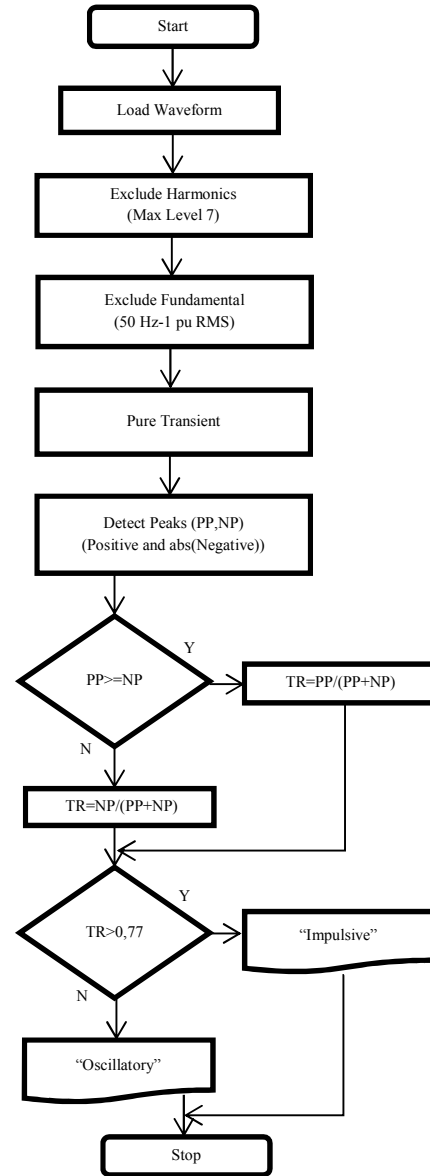 Start
Load Waveform
Exclude Harmonics
(Max Level 7)
Exclude Fundamental
(50 Hz-1 pu RMS)
Pure Transient
Detect Peaks (PP,NP)
(Positive and abs(Negative))
Y
PP>=NP
TR=PP/(PP+NP)
N
TR=NP/(PP+NP)
Y
TR>0,77
“Impulsive”
N
“Oscillatory”
Stop